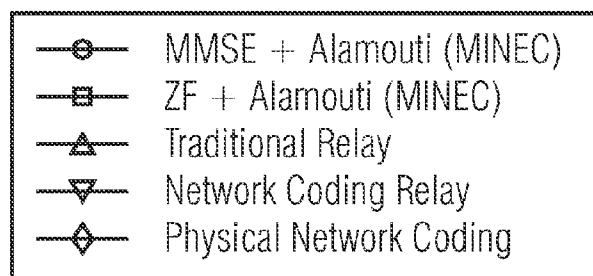 MMSE + Alamouti (MINEC)
ZF + Alamouti (MINEC)
Traditional Relay
Network Coding Relay
Physical Network Coding